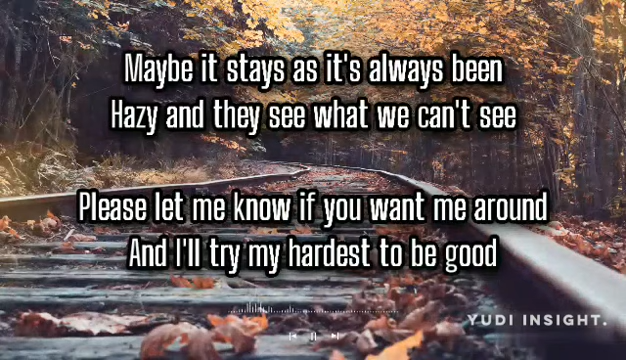 Maybe it stays as it's always been
Hazy and they see what we can't see
Please let me know if you want me around
And I'll try my hardest to be good
YUDI INSIGHT.